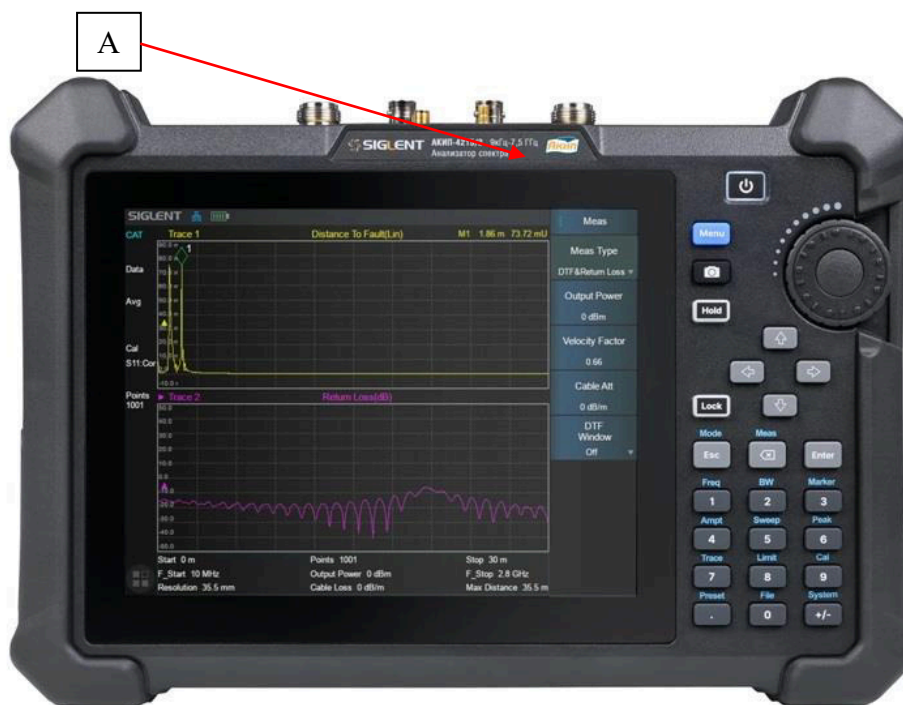 A
SIGLENT АКИП-4215/2 9кГц-7,5 ГГц
Анализатор спектра
Акип
SIGLENT
Meas
CAT Trace 1 Distance To Fault(Lin) M1 1.86 m 73.72 mU
1
Meas Type
DTF&Return Loss
Data
Avg
Output Power
0 dBm
Velocity Factor
0.66
Cal
S11:Cor
Cable Att
0 dB/m
Points
1001
Trace 2 Return Loss(dB)
DTF
Window
Off
Start 0 m Points 1001 Stop 30 m
F_Start 10 MHz Output Power 0 dBm F_Stop 2.8 GHz
Resolution 35.5 mm Cable Loss 0 dB/m Max Distance 35.5 m
Menu
Hold
Lock
Mode Meas
Esc Enter
Freq BW Marker
1 2 3
Ampt Sweep Peak
4 5 6
Trace Limit Cal
7 8 9
Preset File System
. 0 +/-